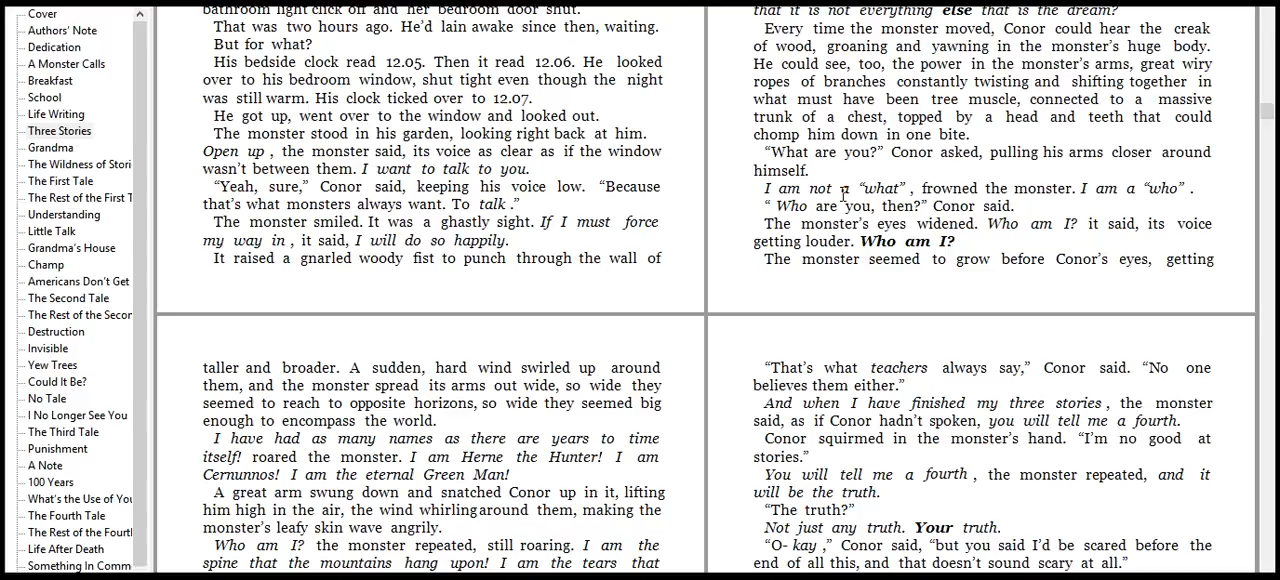 Cover
Authors' Note
Dedication
A Monster Calls
Breakfast
School
Life Writing
Three Stories
Grandma
The Wildness of Stori
The First Tale
The Rest of the First T
Understanding
Little Talk
Grandma's House
Champ
Americans Don't Get
The Second Tale
The Rest of the Secor
Destruction
Invisible
Yew Trees
Could It Be?
No Tale
I No Longer See You
The Third Tale
Punishment
A Note
100 Years
What's the Use of You
The Fourth Tale
The Rest of the Fourth
Life After Death
Something In Comm
bathroom light click off and her bedroom door shut.
That was two hours ago. He'd lain awake since then, waiting.
But for what?
His bedside clock read 12.05. Then it read 12.06. He looked
over to his bedroom window, shut tight even though the night
was still warm. His clock ticked over to 12.07.
He got up, went over to the window and looked out.
The monster stood in his garden, looking right back at him.
Open up , the monster said, its voice as clear as if the window
wasn't between them. I want to talk to you.
“Yeah, sure,” Conor said, keeping his voice low. “Because
that's what monsters always want. To talk .”
The monster smiled. It was a ghastly sight. If I must force
my way in , it said, I will do so happily.
It raised a gnarled woody fist to punch through the wall of
that it is not everything else that is the dream?
Every time the monster moved, Conor could hear the creak
of wood, groaning and yawning in the monster's huge body.
He could see, too, the power in the monster's arms, great wiry
ropes of branches constantly twisting and shifting together in
what must have been tree muscle, connected to a massive
trunk of a chest, topped by a head and teeth that could
chomp him down in one bite.
“What are you?” Conor asked, pulling his arms closer around
himself.
I am not a “what” , frowned the monster. I am a “who” .
“ Who are you, then?” Conor said.
The monster's eyes widened. Who am I? it said, its voice
getting louder. Who am I?
The monster seemed to grow before Conor's eyes, getting
taller and broader. A sudden, hard wind swirled up around
them, and the monster spread its arms out wide, so wide they
seemed to reach to opposite horizons, so wide they seemed big
enough to encompass the world.
I have had as many names as there are years to time
itself! roared the monster. I am Herne the Hunter! I am
Cernunnos! I am the eternal Green Man!
A great arm swung down and snatched Conor up in it, lifting
him high in the air, the wind whirling around them, making the
monster's leafy skin wave angrily.
Who am I? the monster repeated, still roaring. I am the
spine that the mountains hang upon! I am the tears that
“That's what teachers always say,” Conor said. “No one
believes them either.”
And when I have finished my three stories , the monster
said, as if Conor hadn't spoken, you will tell me a fourth.
Conor squirmed in the monster's hand. “I'm no good at
stories.”
You will tell me a fourth , the monster repeated, and it
will be the truth.
“The truth?”
Not just any truth. Your truth.
“O- kay ,” Conor said, “but you said I'd be scared before the
end of all this, and that doesn't sound scary at all.”